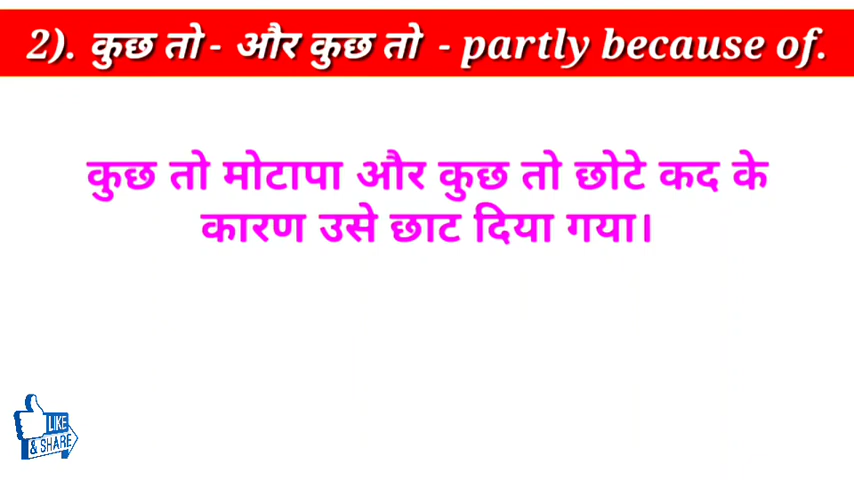 2). कुछ तो - और कुछ तो - partly because of.
कुछ तो मोटापा और कुछ तो छोटे कद के
कारण उसे छाट दिया गया।
LIKE
& SHARE